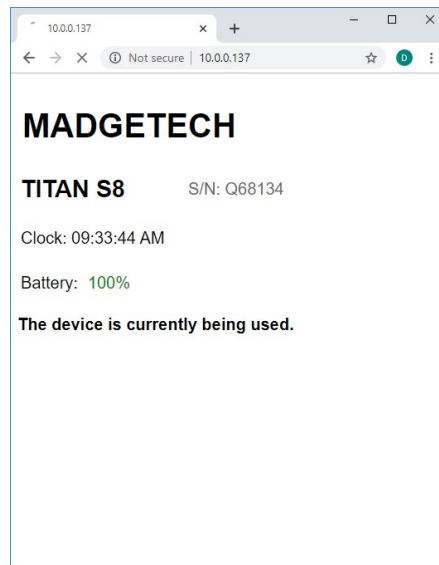 10.0.0.137
Not secure | 10.0.0.137
D
MADGETECH
TITAN S8 S/N: Q68134
Clock: 09:33:44 AM
Battery: 100%
The device is currently being used.